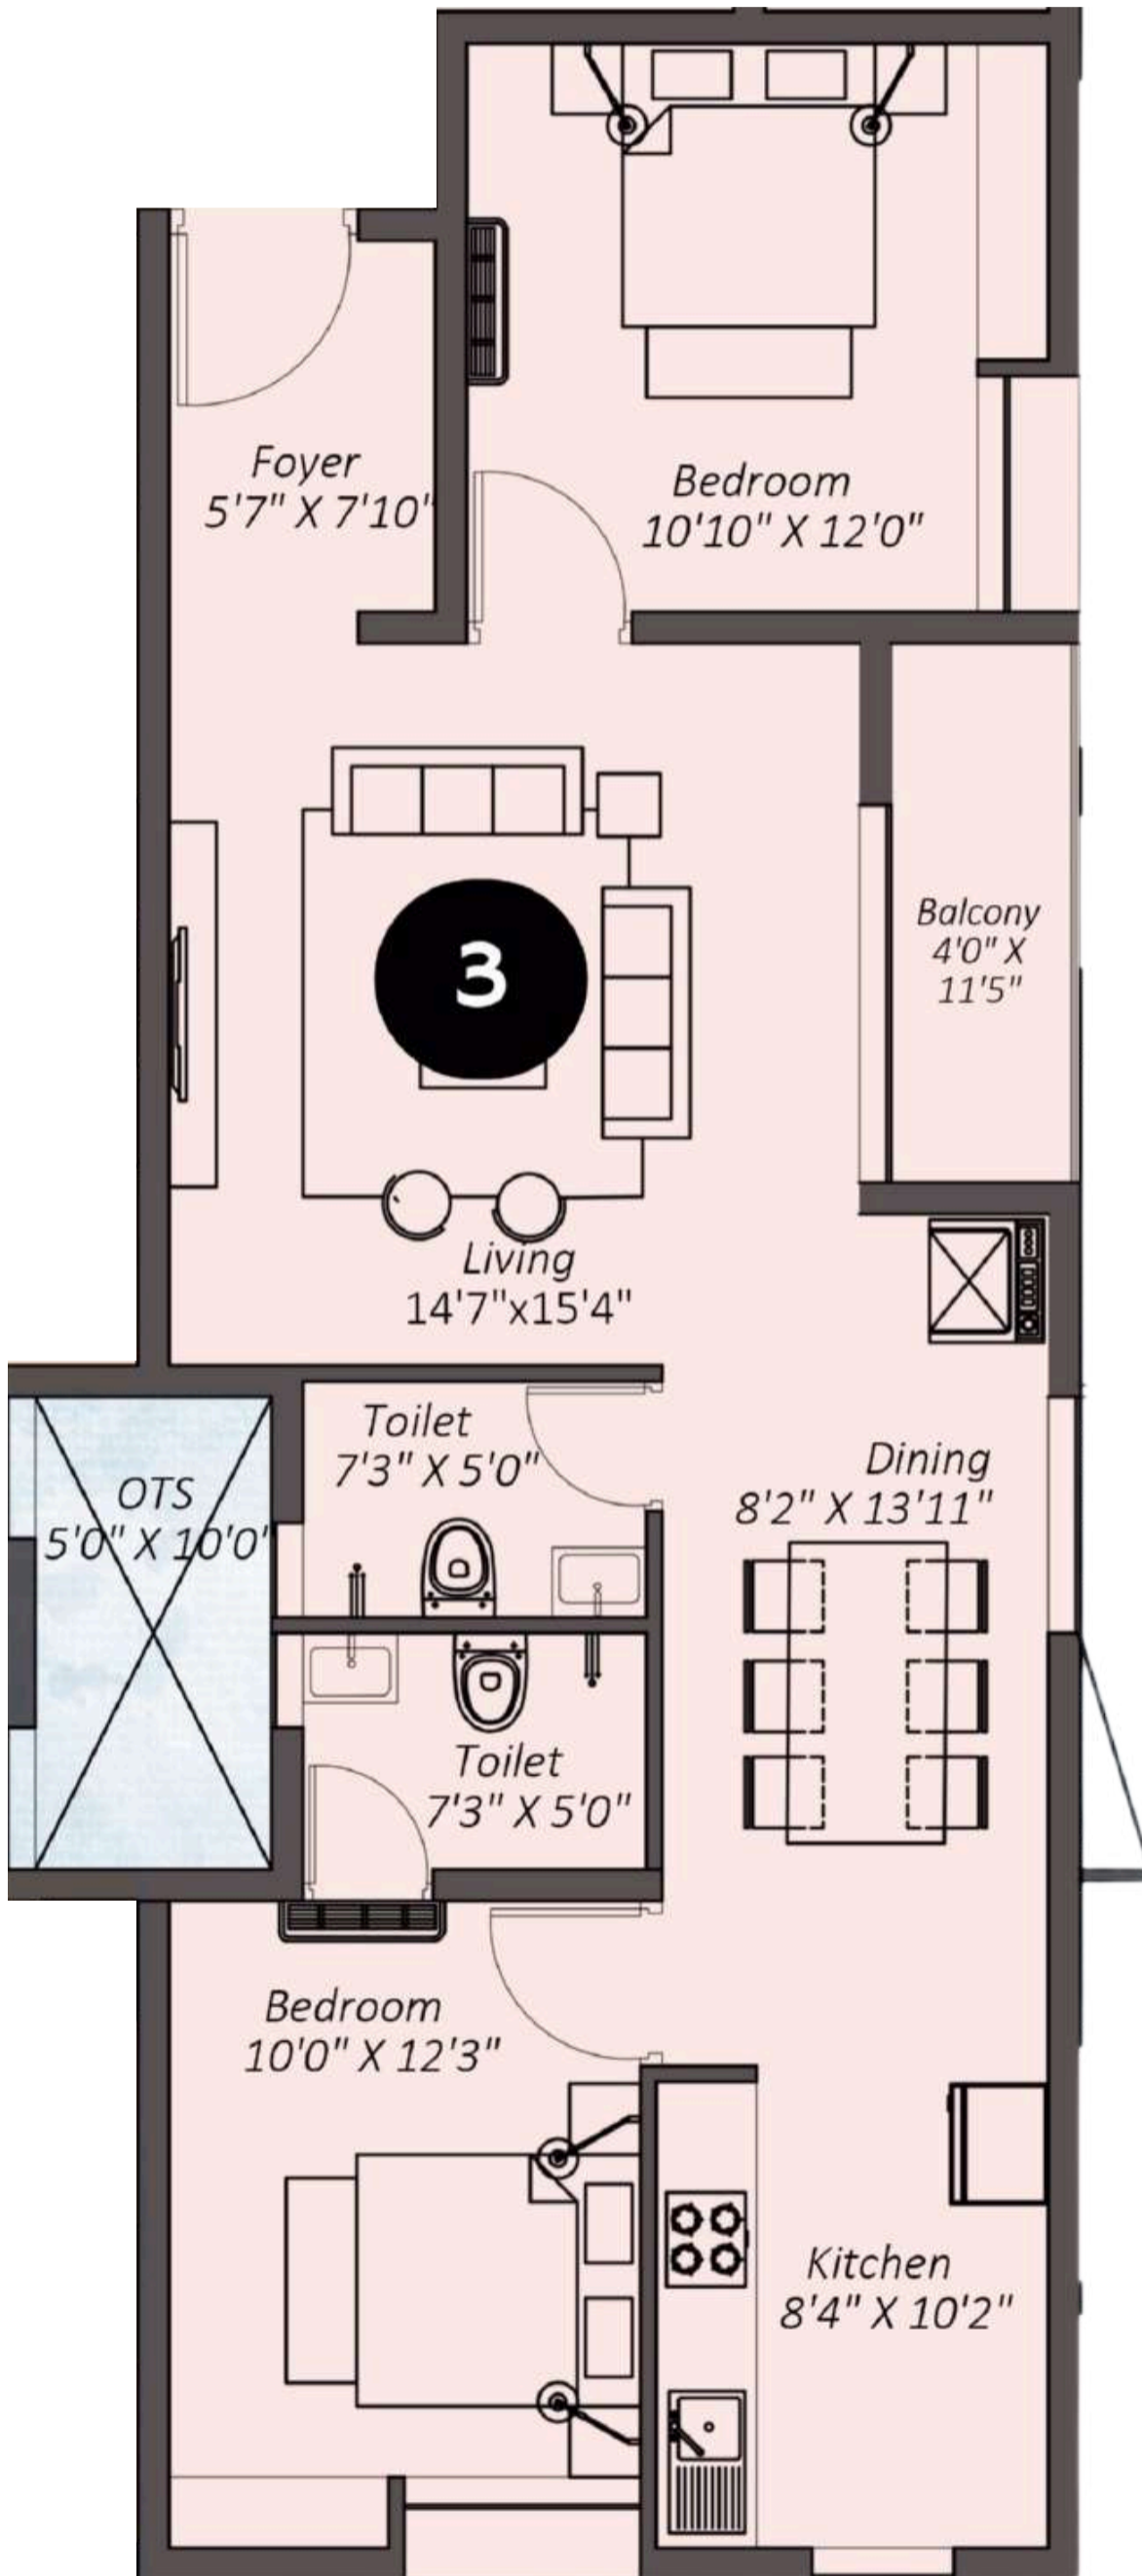 Foyer
5'7" X 7'10"
Bedroom
10'10" X 12'0"
Balcony
4'0" X
11'5"
3
Living
14'7"x15'4"
Toilet
7'3" X 5'0"
Dining
8'2" X 13'11"
OTS
5'0" X 10'0"
Toilet
7'3" X 5'0"
Bedroom
10'0" X 12'3"
Kitchen
8'4" X 10'2"